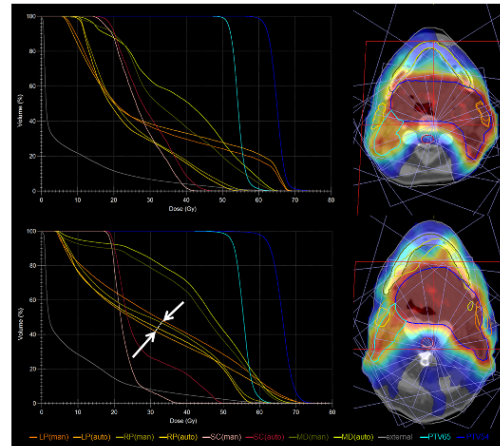 100
80
60
40
20
0
Volume (%)
0 10 20 30 40 50 60 70 80
Dose (Gy)
100
80
60
40
20
0
Volume (%)
0 10 20 30 40 50 60 70 80
Dose (Gy)
LP(man) LP(auto) RP(man) RP(auto) SC(man) SC(auto) MD(man) MD(auto) external PTV65